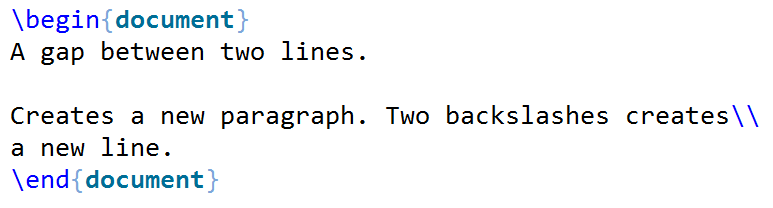 \begin{document}
A gap between two lines.

Creates a new paragraph. Two backslashes creates\\
a new line.
\end{document}